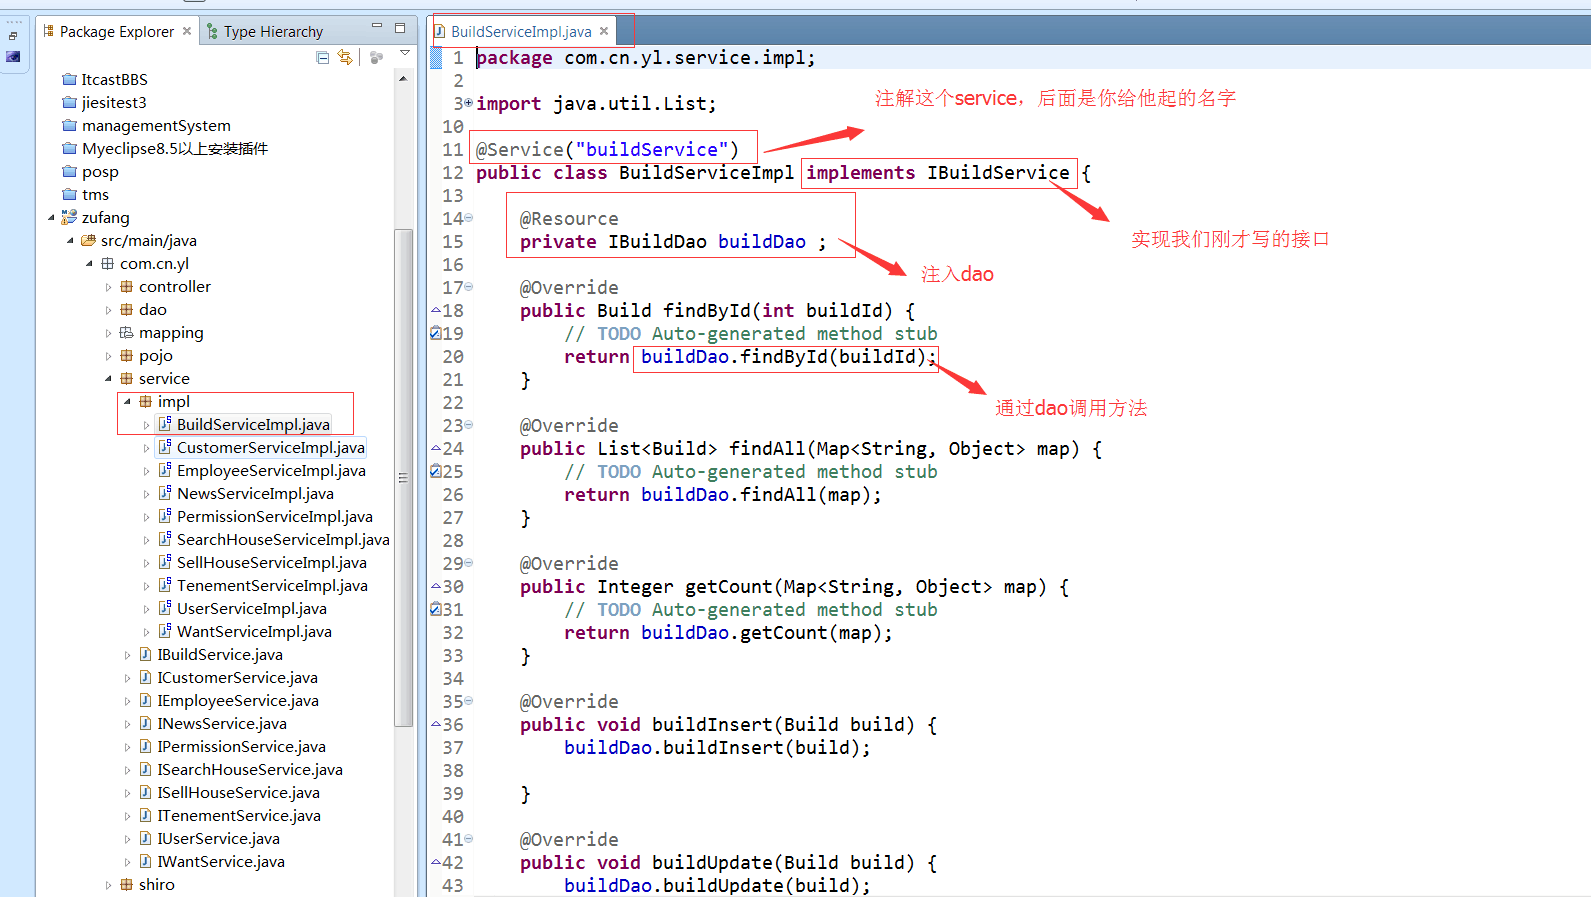 Package Explorer
Type Hierarchy
ItcastBBS
jiesitest3
managementSystem
Myeclipse8.5以上安装插件
posp
tms
zufang
src/main/java
com.cn.yl
controller
dao
mapping
pojo
service
impl
BuildServiceImpl.java
CustomerServiceImpl.java
EmployeeServiceImpl.java
NewsServiceImpl.java
PermissionServiceImpl.java
SearchHouseServiceImpl.java
SellHouseServiceImpl.java
TenementServiceImpl.java
UserServiceImpl.java
WantServiceImpl.java
IBuildService.java
ICustomerService.java
IEmployeeService.java
INewsService.java
IPermissionService.java
ISearchHouseService.java
ISellHouseService.java
ITenementService.java
IUserService.java
IWantService.java
shiro
BuildServiceImpl.java
1 package com.cn.yl.service.impl;
2
3 import java.util.List;
10
11 @Service("buildService")
12 public class BuildServiceImpl implements IBuildService {
13
14 @Resource
15 private IBuildDao buildDao ;
16
17 @Override
18 public Build findById(int buildId) {
19 // TODO Auto-generated method stub
20 return buildDao.findById(buildId);
21 }
22
23 @Override
24 public List<Build> findAll(Map<String, Object> map) {
25 // TODO Auto-generated method stub
26 return buildDao.findAll(map);
27 }
28
29 @Override
30 public Integer getCount(Map<String, Object> map) {
31 // TODO Auto-generated method stub
32 return buildDao.getCount(map);
33 }
34
35 @Override
36 public void buildInsert(Build build) {
37 buildDao.buildInsert(build);
38
39 }
40
41 @Override
42 public void buildUpdate(Build build) {
43 buildDao.buildUpdate(build);
注解这个service，后面是你给他起的名字
实现我们刚才写的接口
注入dao
通过dao调用方法